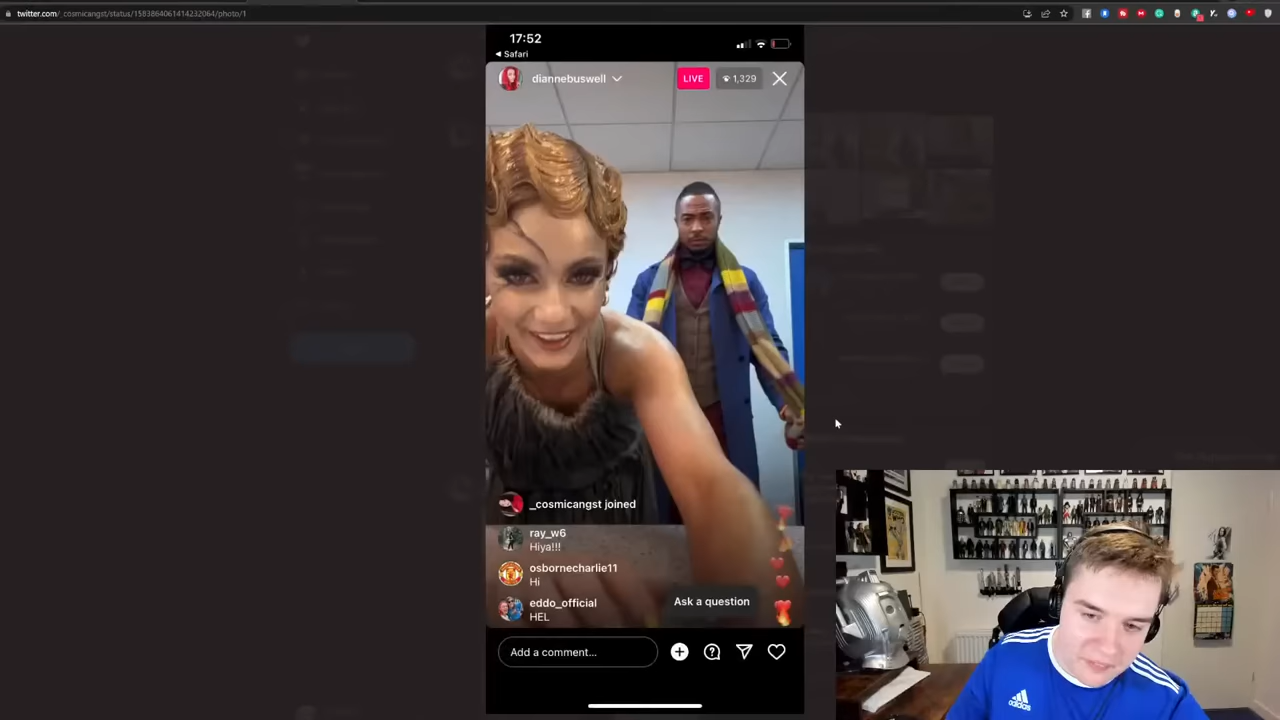 twitter.com/_cosmicangst/status/1583864061414232064/photo/1
17:52
Safari
diannebuswell
LIVE
1,329
_cosmicangst joined
ray_w6
Hiya!!!
osbornecharlie11
Hi
eddo_official
HEL
Ask a question
Add a comment...
adidas